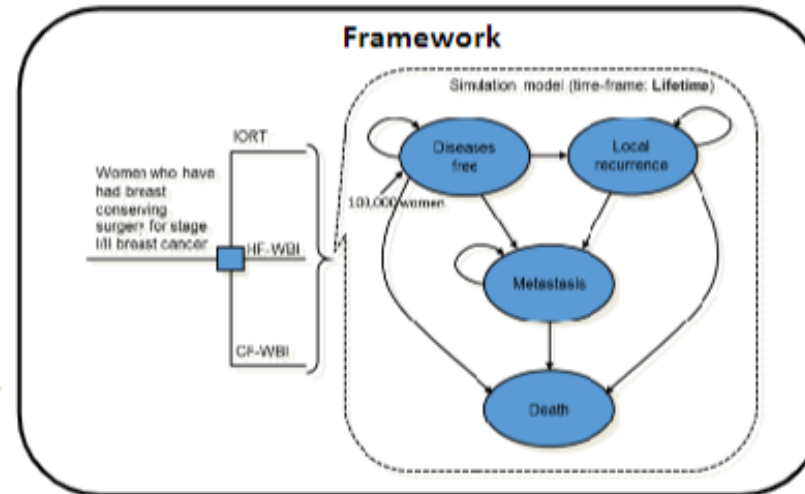 Framework
Simulation model (time-frame: Lifetime)
IORT
Women who have
had breast
conserving
surgery for stage
I/II breast cancer
HF-WBI
CF-WBI
Diseases
free
Local
recurrence
100,000 women
Metastasis
Death